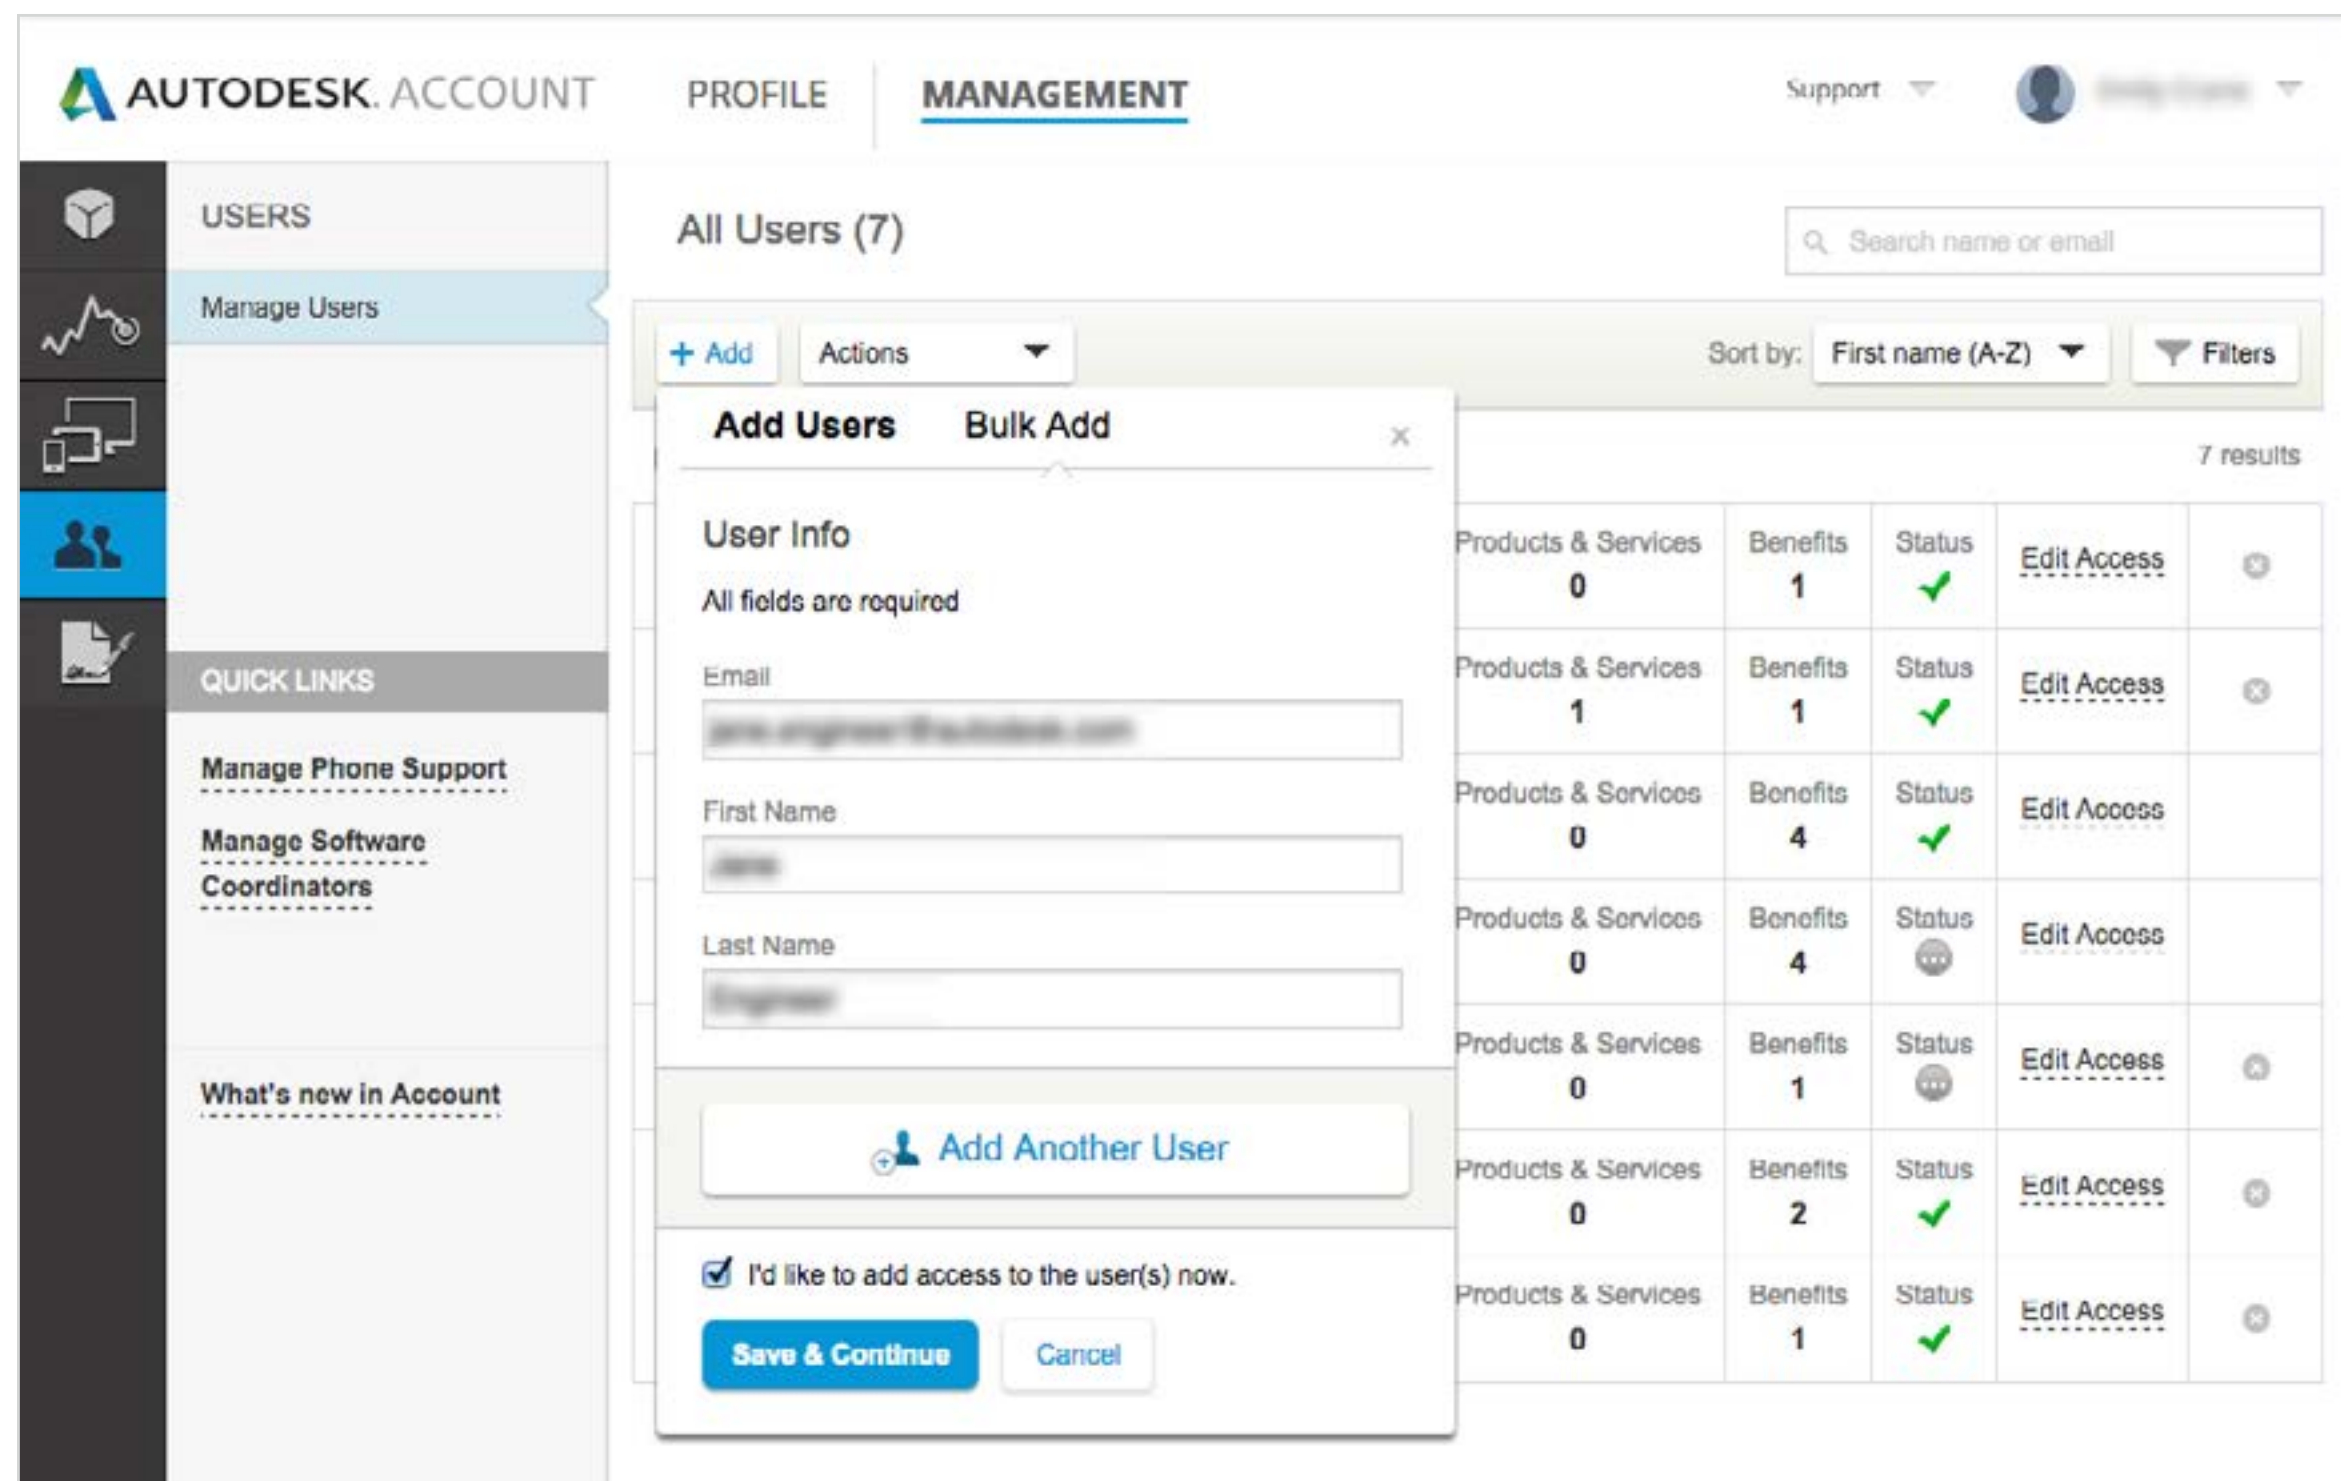 AUTODESK. ACCOUNT
PROFILE
MANAGEMENT
Support
USERS
Manage Users
QUICK LINKS
Manage Phone Support
Manage Software
Coordinators
What's new in Account
All Users (7)
Search name or email
+ Add
Actions
Sort by:
First name (A-Z)
Filters
7 results
Add Users
Bulk Add
×
User Info
All fields are required
Email
First Name
Last Name
Add Another User
I'd like to add access to the user(s) now.
Save & Continue
Cancel
Products & Services Benefits Status Edit Access
0 1
Products & Services Benefits Status Edit Access
1 1
Products & Services Benefits Status Edit Access
0 4
Products & Services Benefits Status Edit Access
0 4
Products & Services Benefits Status Edit Access
0 1
Products & Services Benefits Status Edit Access
0 2
Products & Services Benefits Status Edit Access
0 1